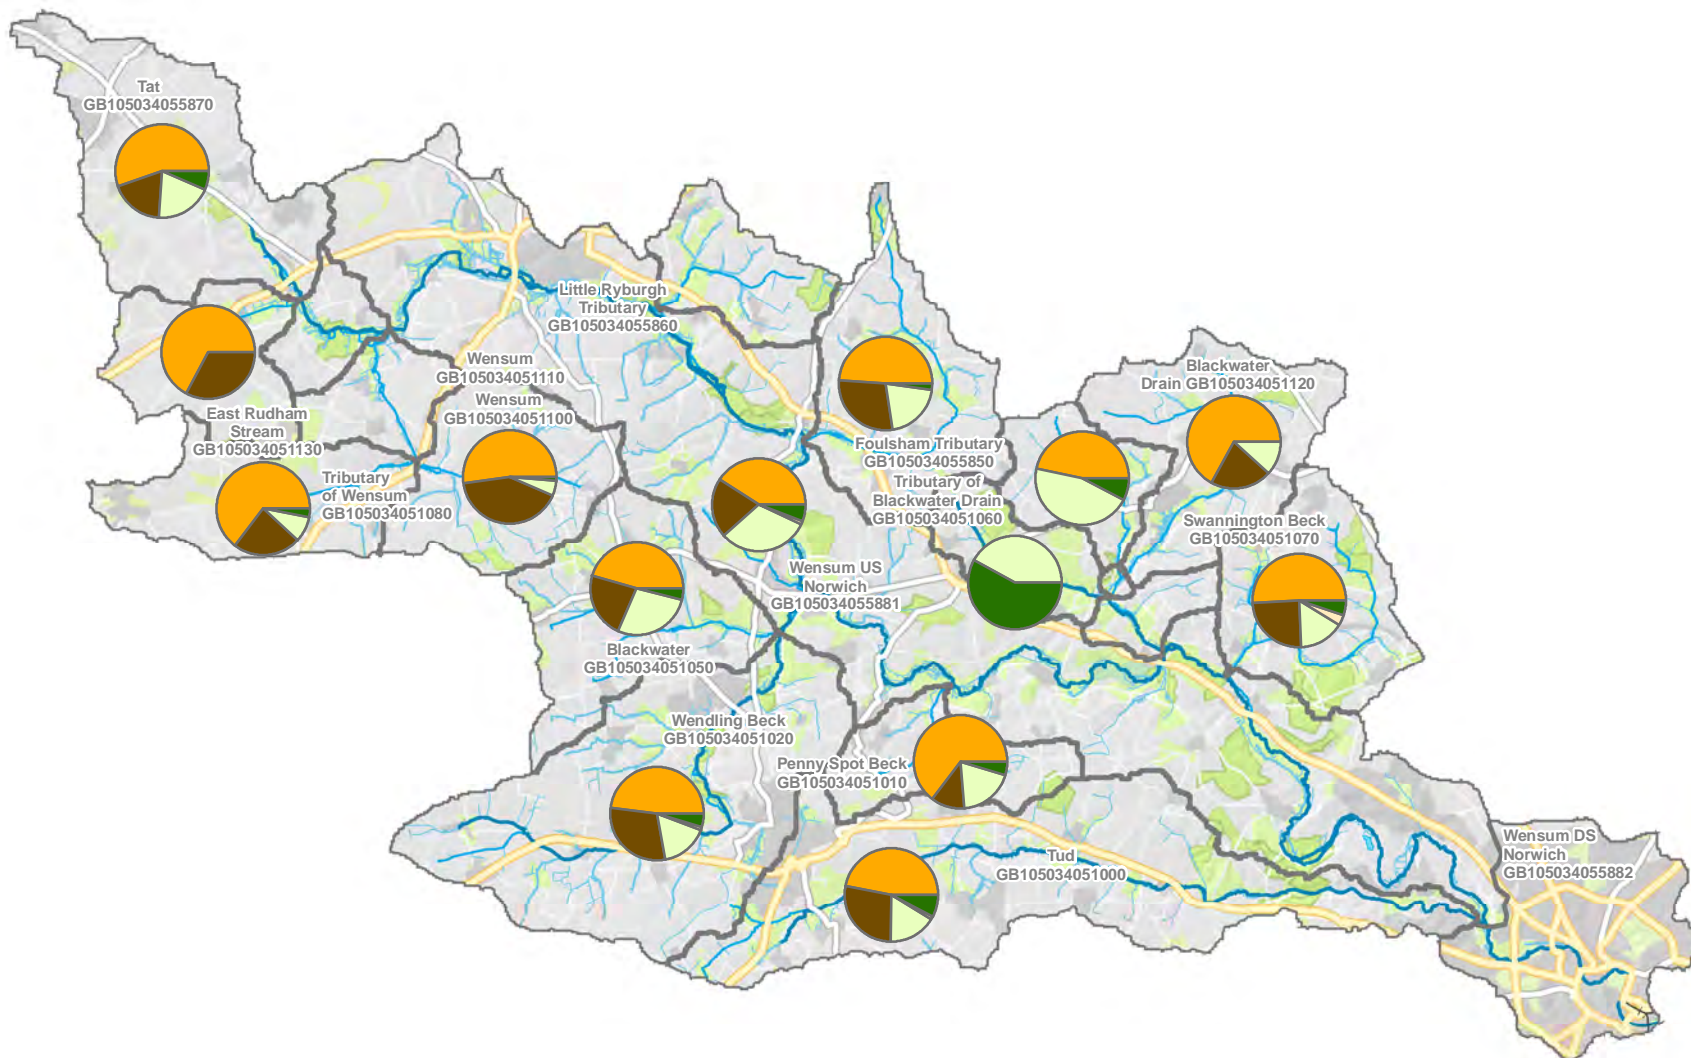 Tat
GB105034055870
Little Ryburgh
Tributary
GB105034055860
Wensum
GB105034051110
Wensum
GB105034051100
Blackwater
Drain GB105034051120
East Rudham
Stream
GB105034051130
Foulsham Tributary
GB105034055850
Tributary of
Blackwater Drain
GB105034051060
Tributary
of Wensum
GB105034051080
Swannington Beck
GB105034051070
Wensum US
Norwich
GB105034055881
Blackwater
GB105034051050
Wendling Beck
GB105034051020
Penny Spot Beck
GB105034051010
Tud
GB105034051000
Wensum DS
Norwich
GB105034055882